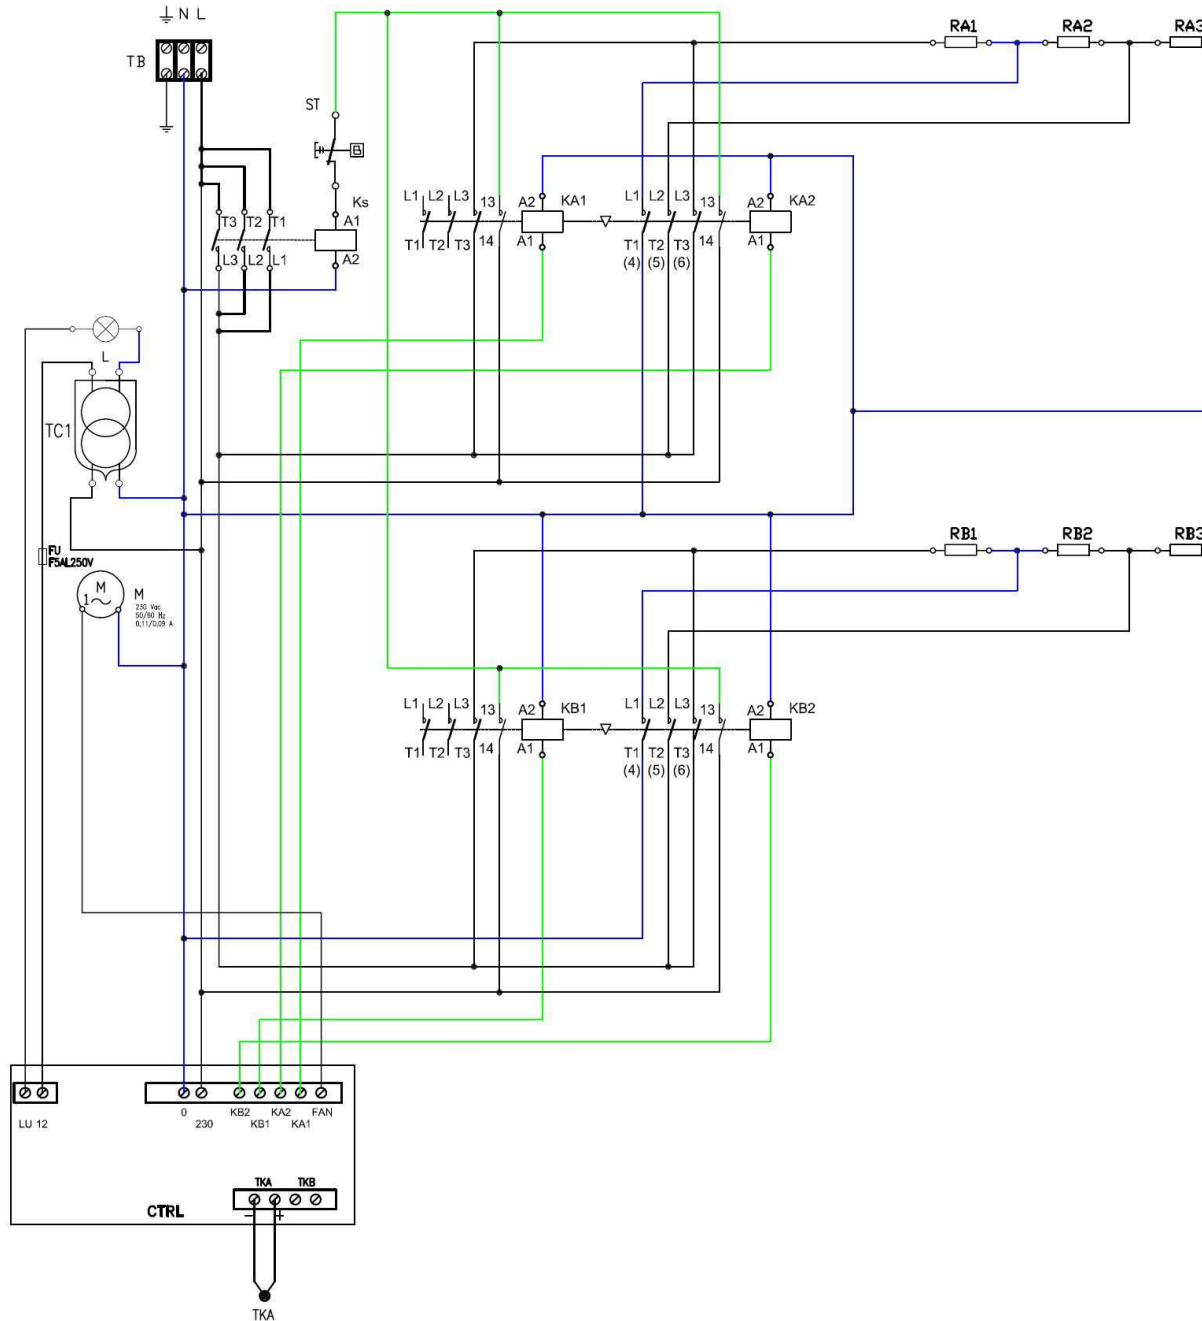 N L
TB
RA1
RA2
RA3
ST
B
Ks
T3 T2 T1
A1
L3 L2 L1
A2
L1 L2 L3 13
A2
KA1
A1
T1 T2 T3 14
L1 L2 L3 13
A2
KA2
A1
T1 T2 T3 14
(4) (5) (6)
L
TC1
FU
F5AL250V
M
1
M
230 Vac
50/60 Hz
0,11/0,09 A
RB1
RB2
RB3
L1 L2 L3 13
A2
KB1
A1
T1 T2 T3 14
L1 L2 L3 13
A2
KB2
A1
T1 T2 T3 14
(4) (5) (6)
LU 12
0
230
KB2
KB1
KA2
KA1
FAN
TKA
TKB
CTRL
- +
TKA